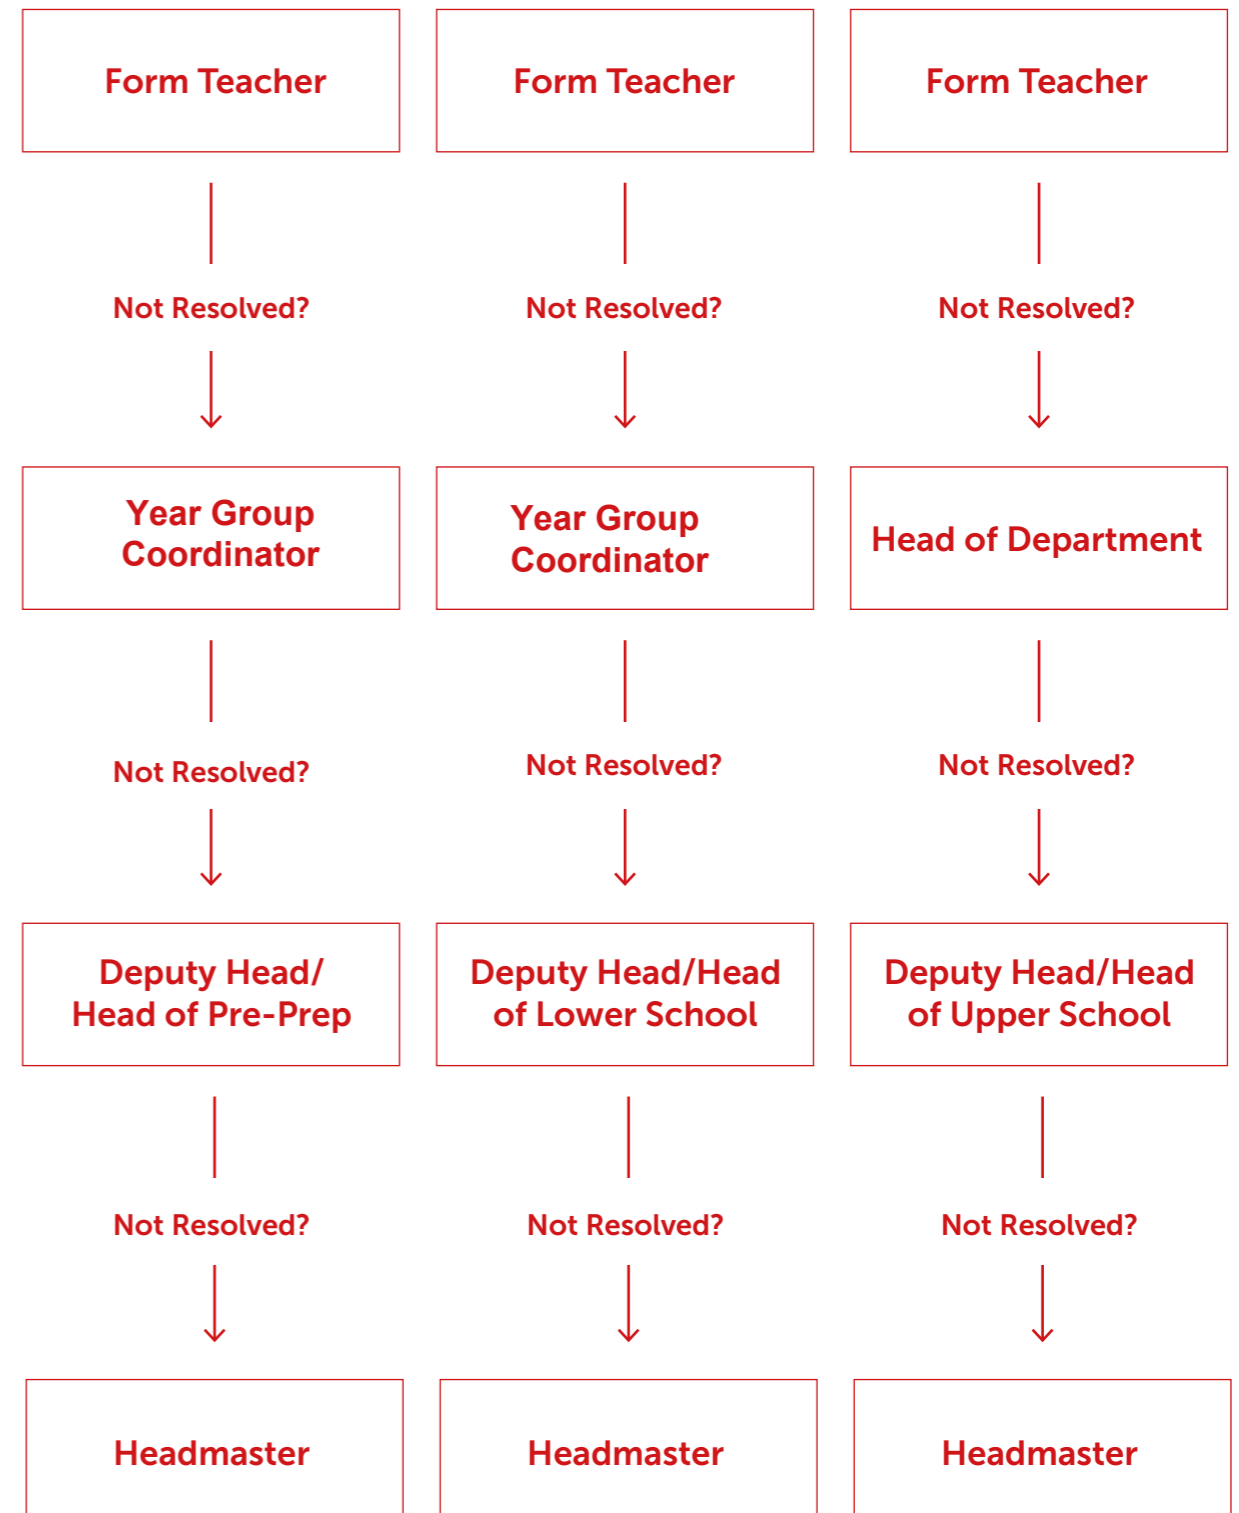 Form Teacher
Form Teacher
Form Teacher
Not Resolved?
Not Resolved?
Not Resolved?
Year Group
Coordinator
Year Group
Coordinator
Head of Department
Not Resolved?
Not Resolved?
Not Resolved?
Deputy Head/
Head of Pre-Prep
Deputy Head/Head
of Lower School
Deputy Head/Head
of Upper School
Not Resolved?
Not Resolved?
Not Resolved?
Headmaster
Headmaster
Headmaster